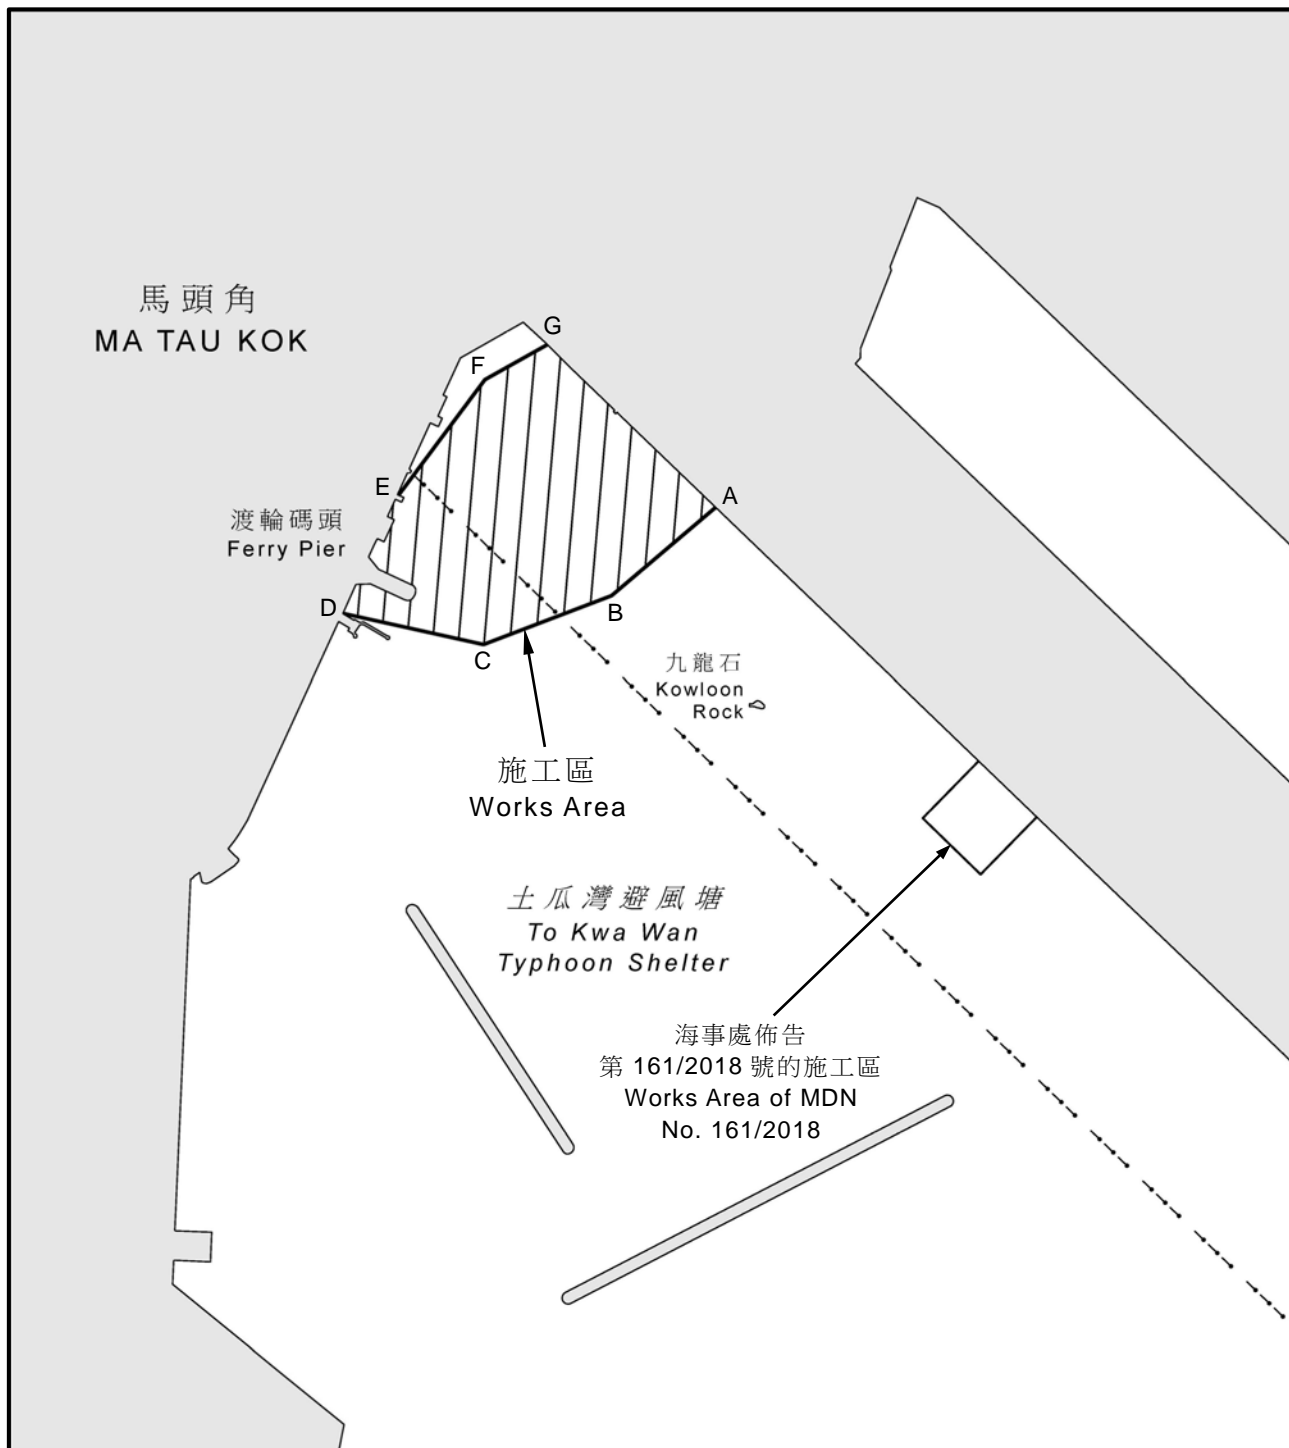 馬頭角
MA TAU KOK
G
F
E
A
渡輪碼頭
Ferry Pier
D
B
C
九龍石
Kowloon
Rock
施工區
Works Area
土瓜灣避風塘
To Kwa Wan
Typhoon Shelter
海事處佈告
第 161/2018 號的施工區
Works Area of MDN
No. 161/2018